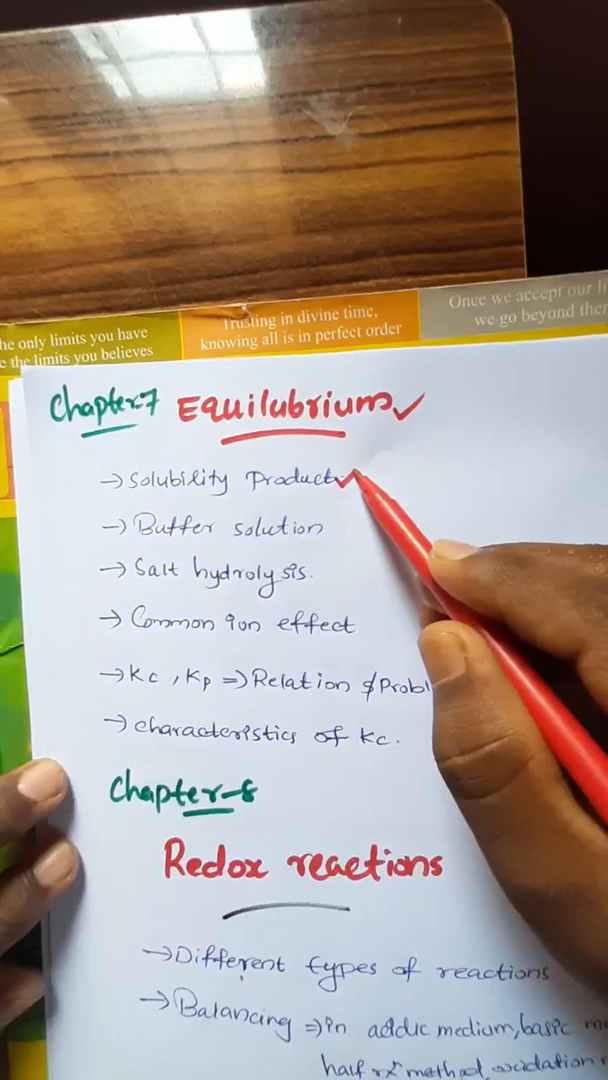 he only limits you have
e the limits you believes
Trusting in divine time,
knowing all is in perfect order
Once we accept our li
we go beyond ther
Chapter-7 Equilubrium
→ Solubility Product
→ Buffer solution
→ Salt hydrolysis.
→ Common ion effect
→ Kc , Kp ⇒ Relation & Probl
→ characteristics of Kc.
Chapter-8
Redox reactions
→ Different types of reactions
→ Balancing ⇒ in acidic medium, basic m
half rxn method, oxidation